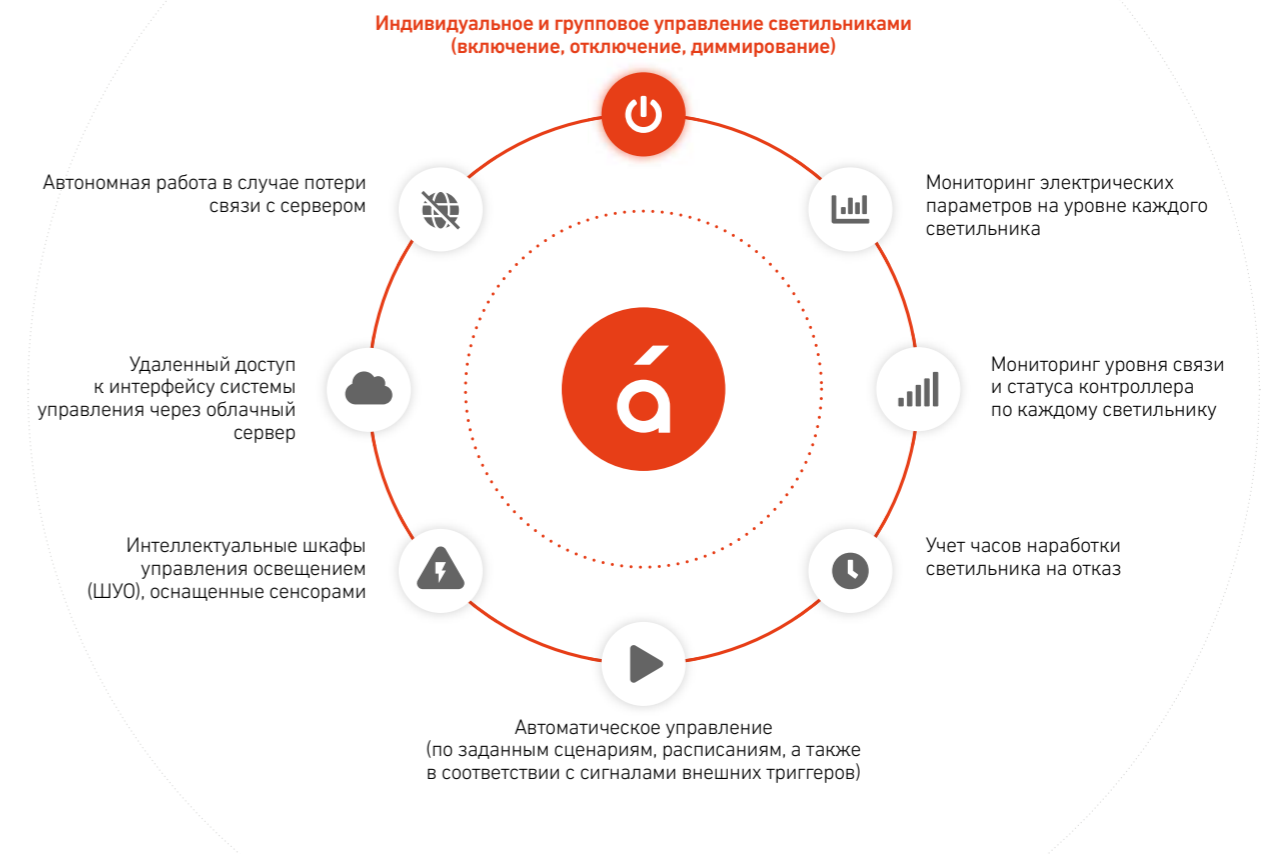 Индивидуальное и групповое управление светильниками
(включение, отключение, диммирование)
Автономная работа в случае потери
связи с сервером
Мониторинг электрических
параметров на уровне каждого
светильника
Удаленный доступ
к интерфейсу системы
управления через облачный
сервер
á
Мониторинг уровня связи
и статуса контроллера
по каждому светильнику
Интеллектуальные шкафы
управления освещением
(ШУО), оснащенные сенсорами
Учет часов наработки
светильника на отказ
Автоматическое управление
(по заданным сценариям, расписаниям, а также
в соответствии с сигналами внешних триггеров)